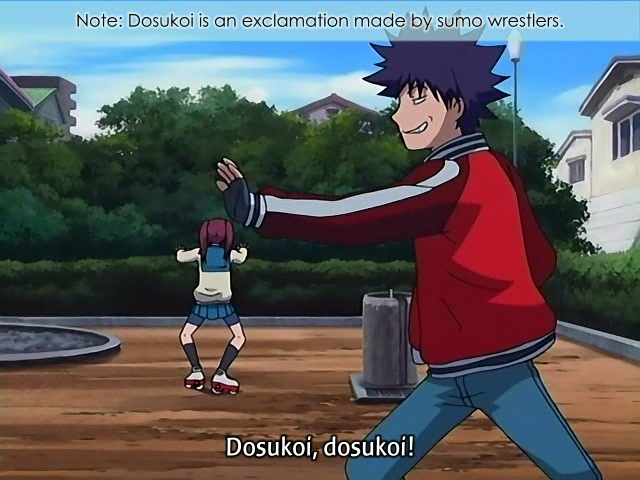 Note: Dosukoi is an exclamation made by sumo wrestlers.
Dosukoi, dosukoi!